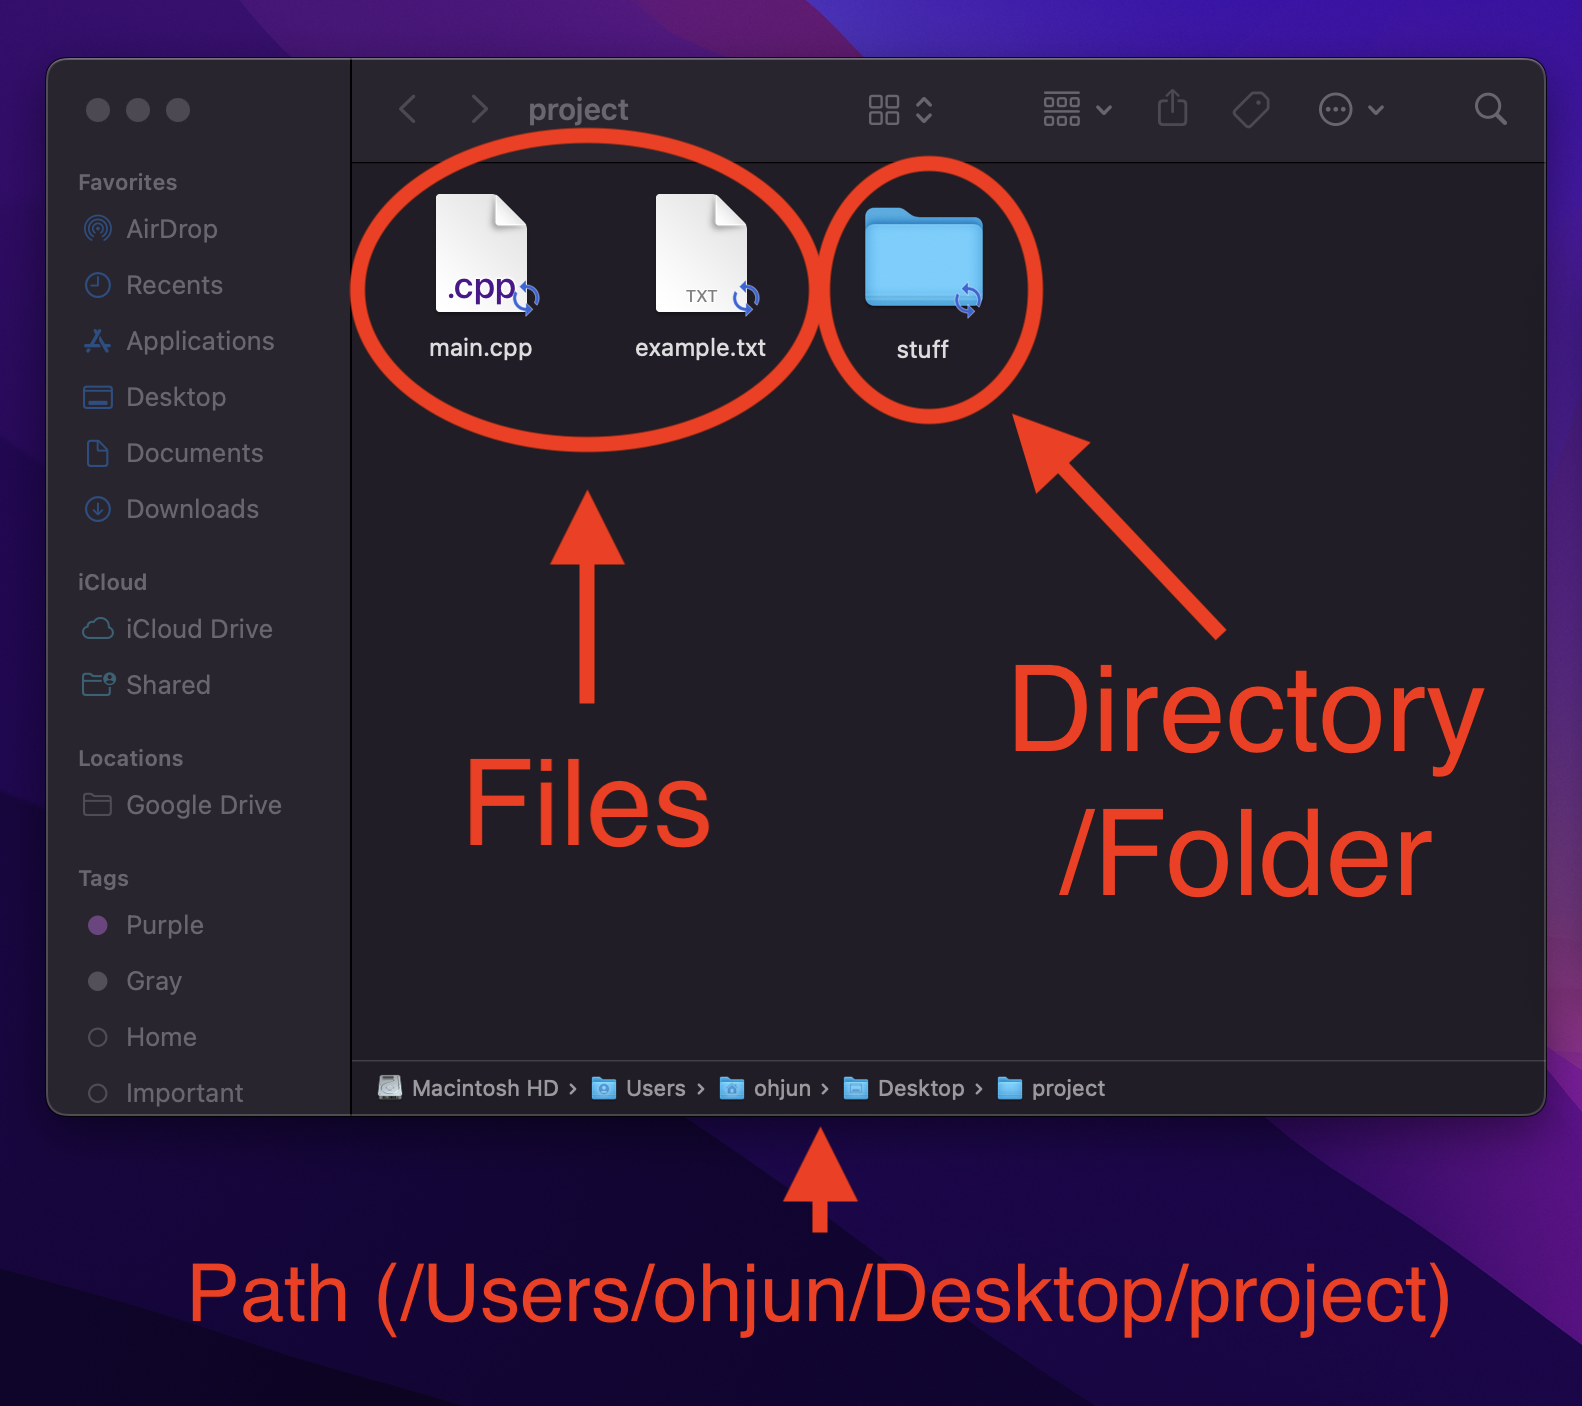 project
Favorites
AirDrop
Recents
Applications
Desktop
Documents
Downloads
iCloud
iCloud Drive
Shared
Locations
Google Drive
Tags
Purple
Gray
Home
Important
.cpp
TXT
main.cpp
example.txt
stuff
Files
Directory
/Folder
Macintosh HD › Users › ohjun › Desktop › project
Path (/Users/ohjun/Desktop/project)